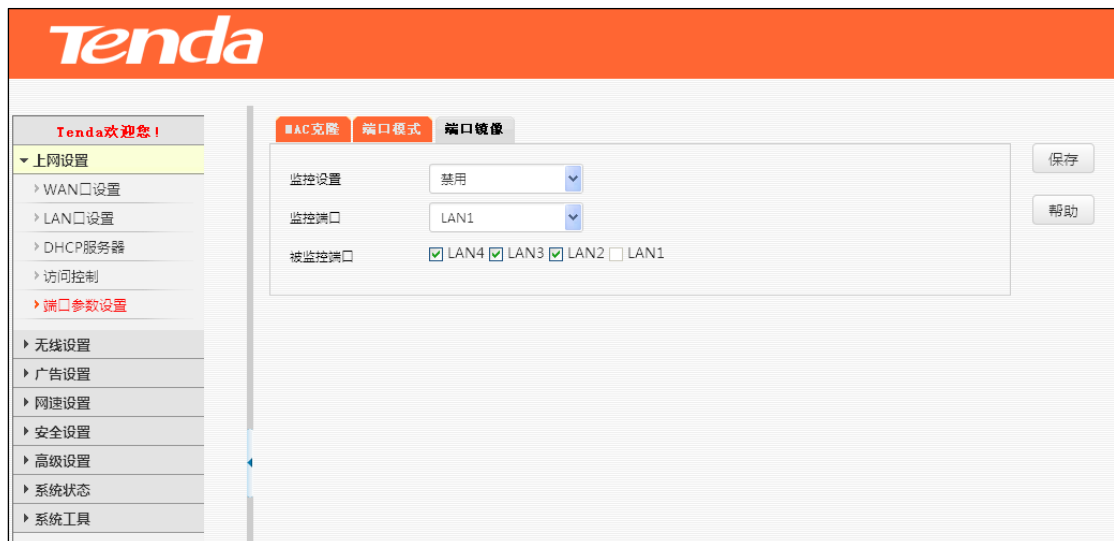 Tenda
Tenda欢迎您!
上网设置
WAN口设置
LAN口设置
DHCP服务器
访问控制
端口参数设置
无线设置
广告设置
网速设置
安全设置
高级设置
系统状态
系统工具
MAC克隆 端口模式 端口镜像
监控设置 禁用
监控端口 LAN1
被监控端口 LAN4 LAN3 LAN2 LAN1
保存
帮助